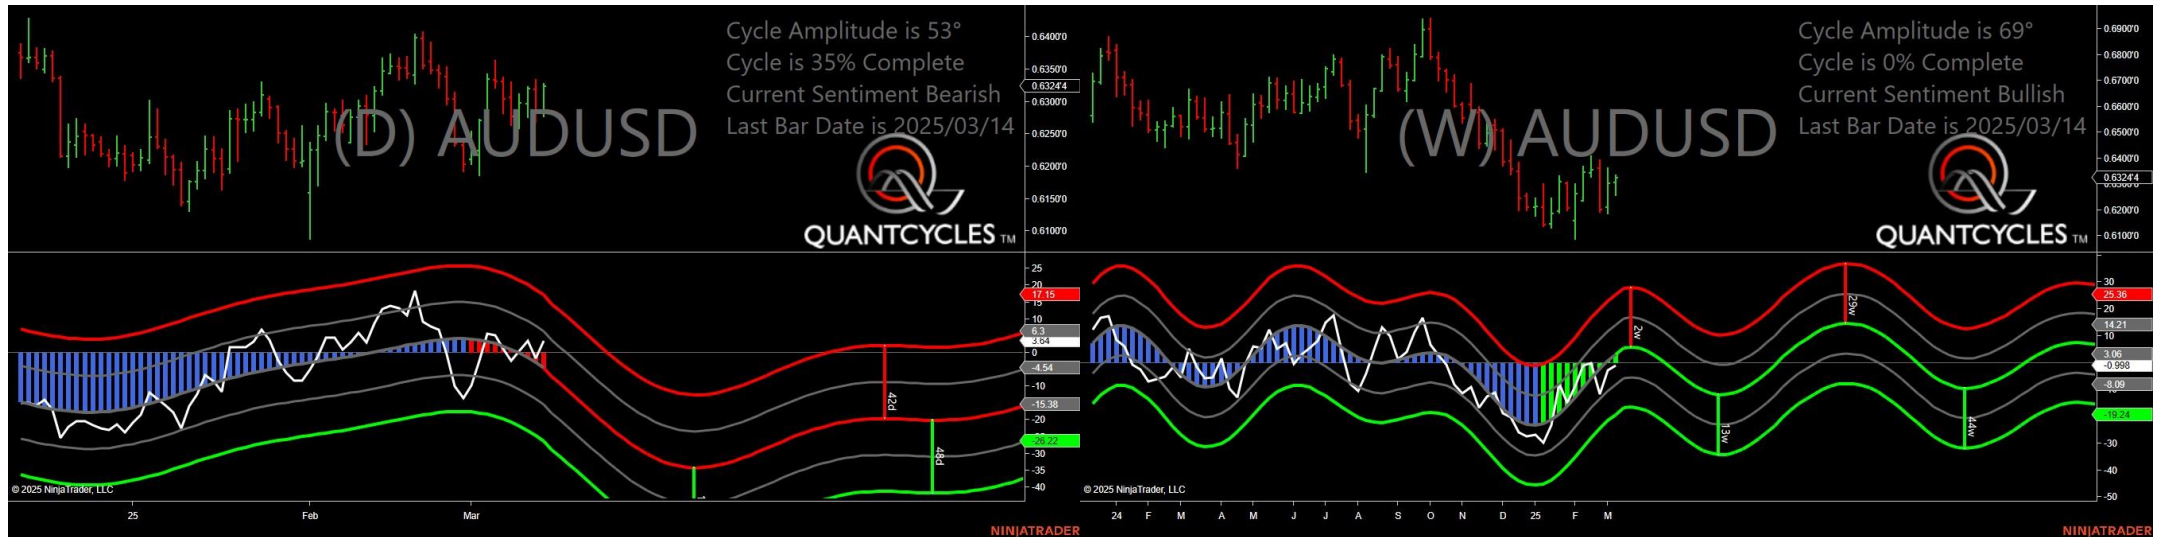 Cycle Amplitude is 53°
Cycle is 35% Complete
Current Sentiment Bearish
Last Bar Date is 2025/03/14
(D) AUDUSD
QUANTCYCLES TM
0.6400'0
0.6350'0
0.6324'4
0.6300'0
0.6250'0
0.6200'0
0.6150'0
0.6100'0
25
20
17.15
15
10
6.3
3.64
0
-4.54
-10
-15.38
-20
-26.22
-30
-35
-40
42d
48d
© 2025 NinjaTrader, LLC
25 Feb Mar
NINJATRADER
Cycle Amplitude is 69°
Cycle is 0% Complete
Current Sentiment Bullish
Last Bar Date is 2025/03/14
(W) AUDUSD
QUANTCYCLES TM
0.6900'0
0.6800'0
0.6700'0
0.6600'0
0.6500'0
0.6400'0
0.6324'4
0.6200'0
0.6100'0
30
25.36
20
14.21
10
3.06
-0.998
-8.09
-19.24
-30
-40
-50
2w
13w
29w
44w
© 2025 NinjaTrader, LLC
24 F M A M J J A S O N D 25 F M
NINJATRADER